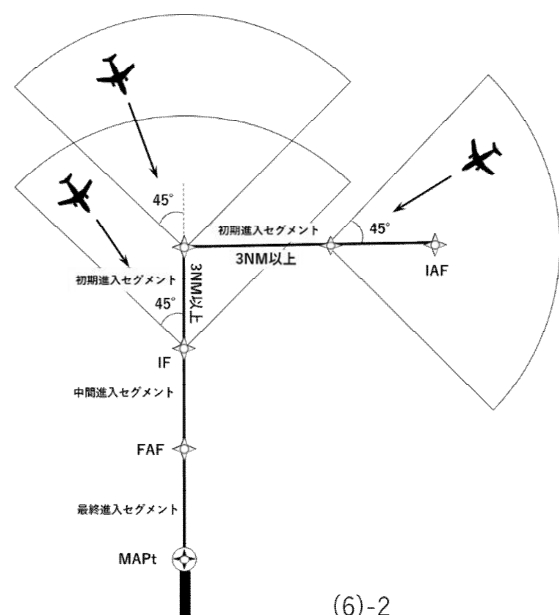 45°
初期進入セグメント
45°
3NM以上
IAF
初期進入セグメント
3NM以上
45°
IF
中間進入セグメント
FAF
最終進入セグメント
MAPt
(6)-2